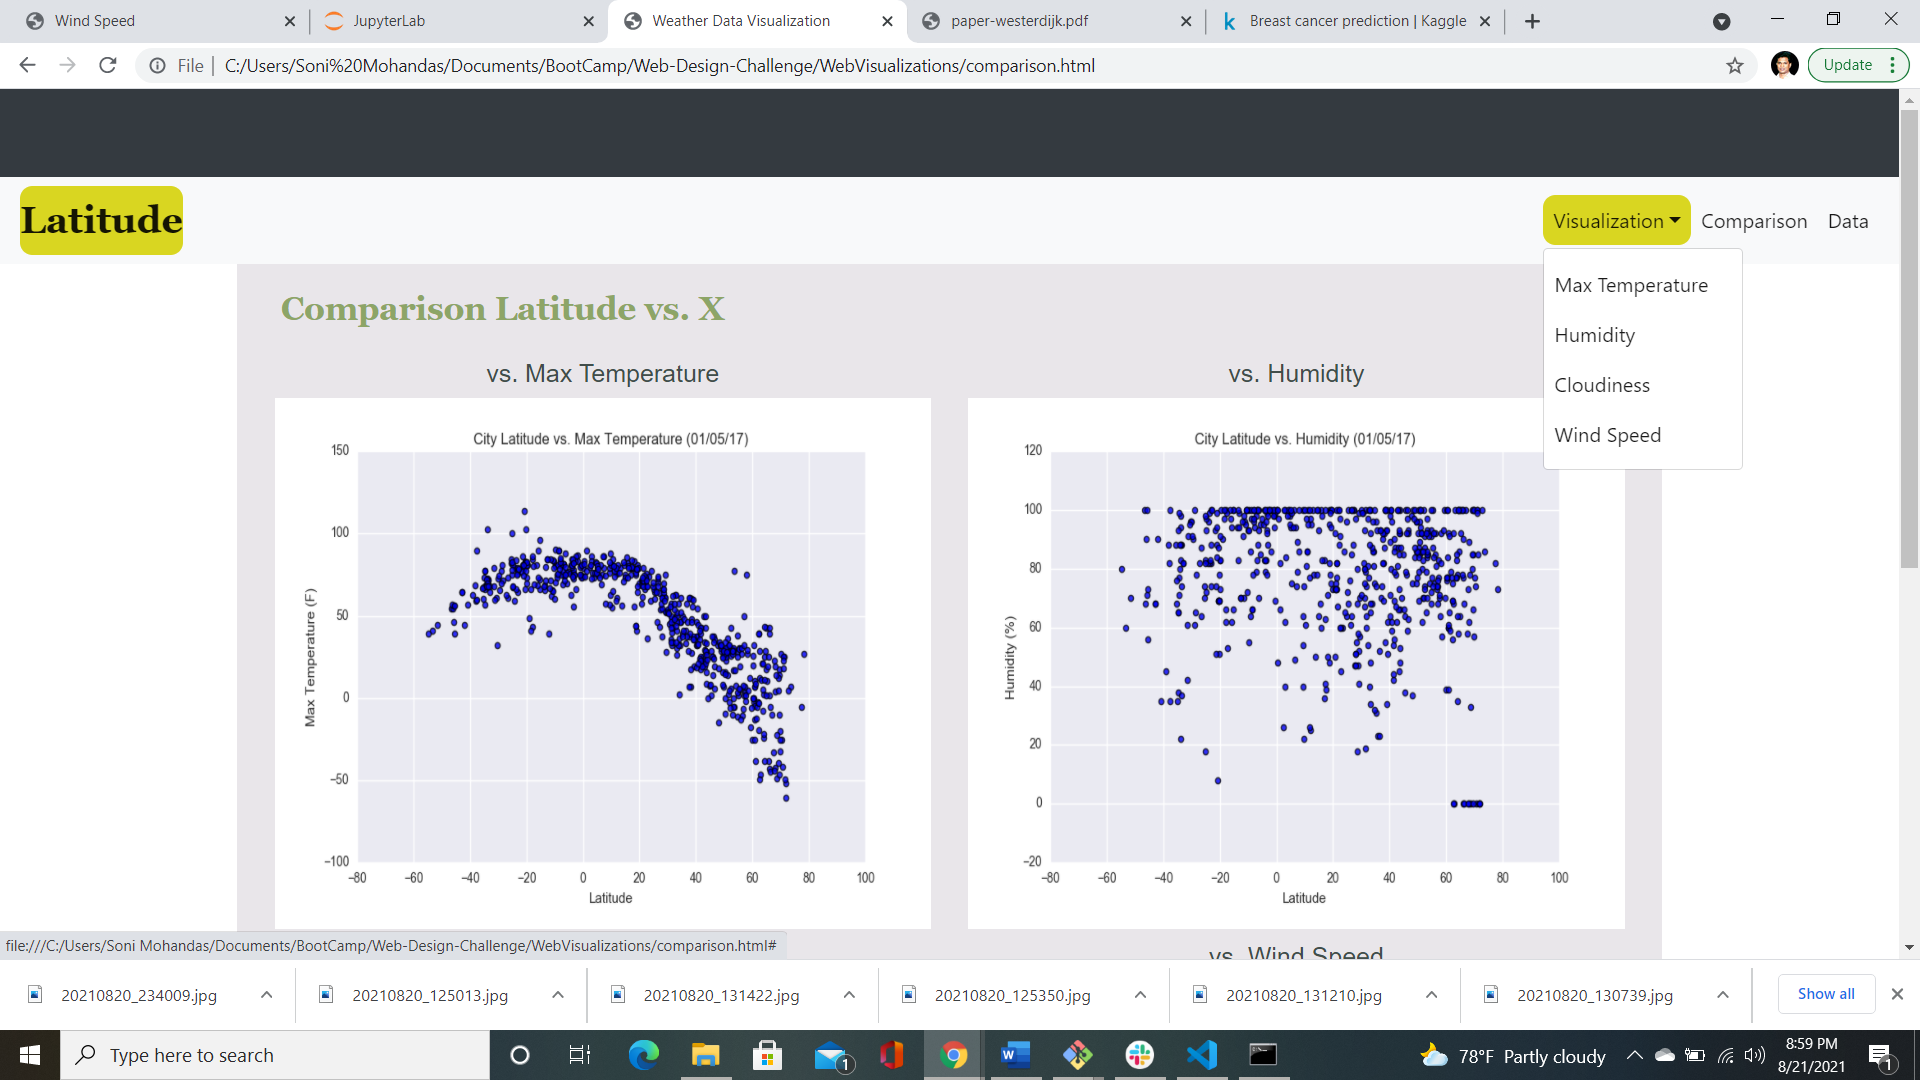 Wind Speed
JupyterLab
Weather Data Visualization
paper-westerdijk.pdf
Breast cancer prediction | Kaggle
File | C:/Users/Soni%20Mohandas/Documents/BootCamp/Web-Design-Challenge/WebVisualizations/comparison.html
Update
Latitude
Visualization
Comparison
Data
Max Temperature
Humidity
Cloudiness
Wind Speed
Comparison Latitude vs. X
vs. Max Temperature
City Latitude vs. Max Temperature (01/05/17)
Max Temperature (F)
150
100
50
0
−50
−100
−80 −60 −40 −20 0 20 40 60 80 100
Latitude
vs. Humidity
City Latitude vs. Humidity (01/05/17)
Humidity (%)
120
100
80
60
40
20
0
−20
−80 −60 −40 −20 0 20 40 60 80 100
Latitude
vs. Wind Speed
file:///C:/Users/Soni Mohandas/Documents/BootCamp/Web-Design-Challenge/WebVisualizations/comparison.html#
20210820_234009.jpg
20210820_125013.jpg
20210820_131422.jpg
20210820_125350.jpg
20210820_131210.jpg
20210820_130739.jpg
Show all
Type here to search
1
78°F Partly cloudy
8:59 PM
8/21/2021
1